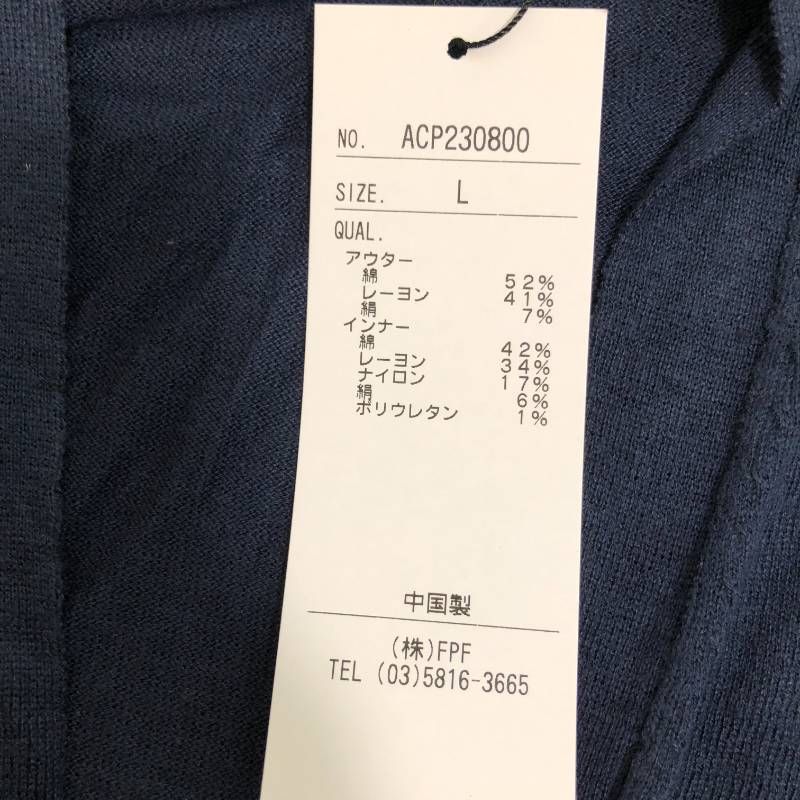 NO. ACP230800
SIZE. L
QUAL.
アウター
綿 52%
レーヨン 41%
絹 7%
インナー
綿 42%
レーヨン 34%
ナイロン 17%
絹 6%
ポリウレタン 1%
中国製
(株)FPF
TEL (03)5816-3665